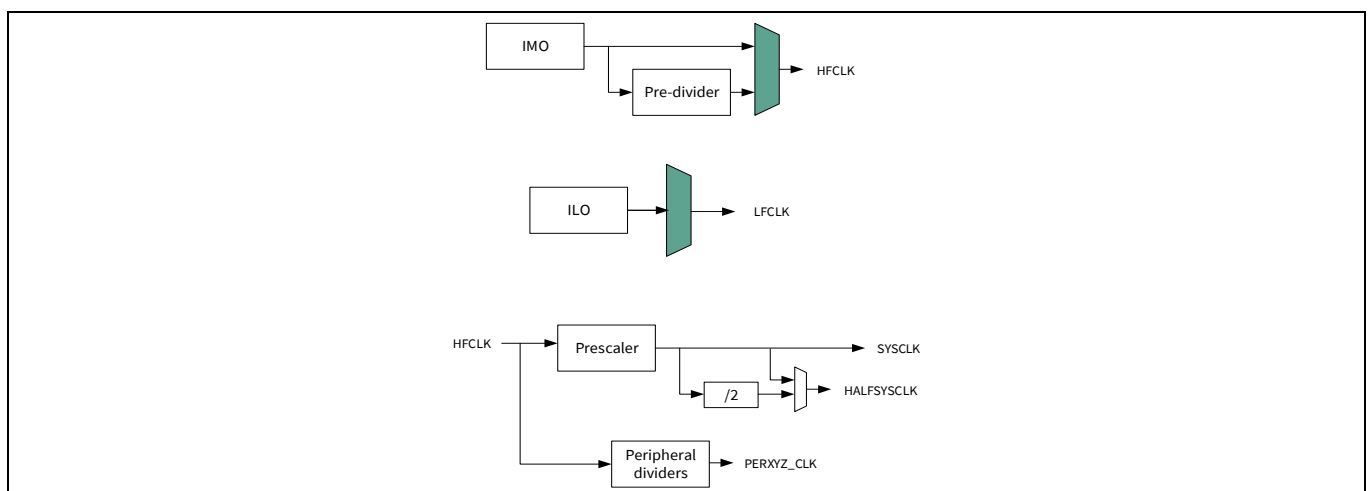 IMO
Pre-divider
HFCLK
ILO
LFCLK
HFCLK
Prescaler
SYSCLK
/2
HALFSYSCLK
Peripheral
dividers
PERXYZ_CLK